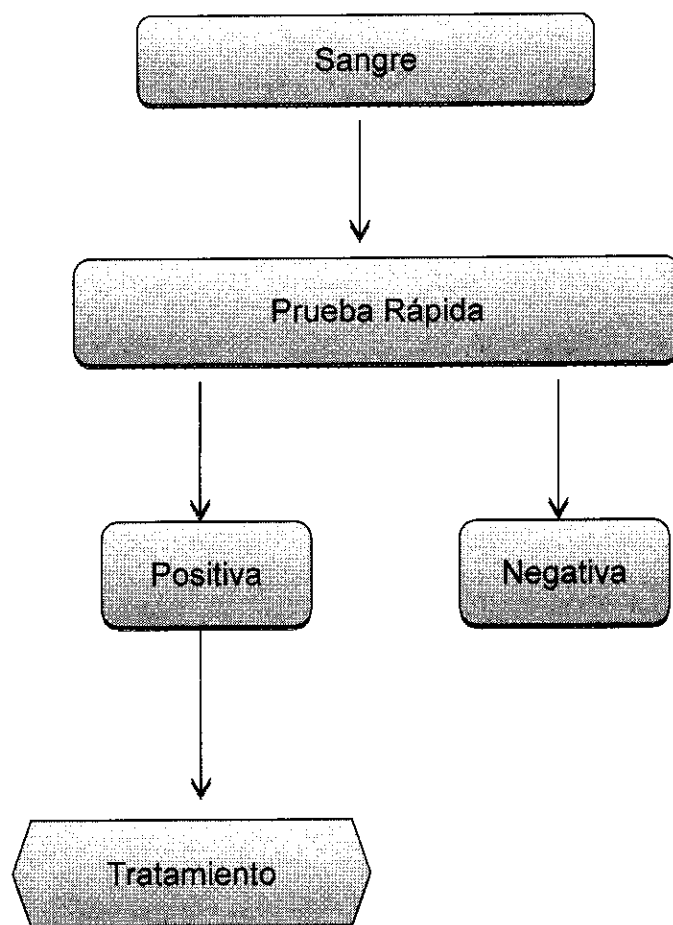 Sangre
Prueba Rápida
Positiva
Negativa
Tratamiento